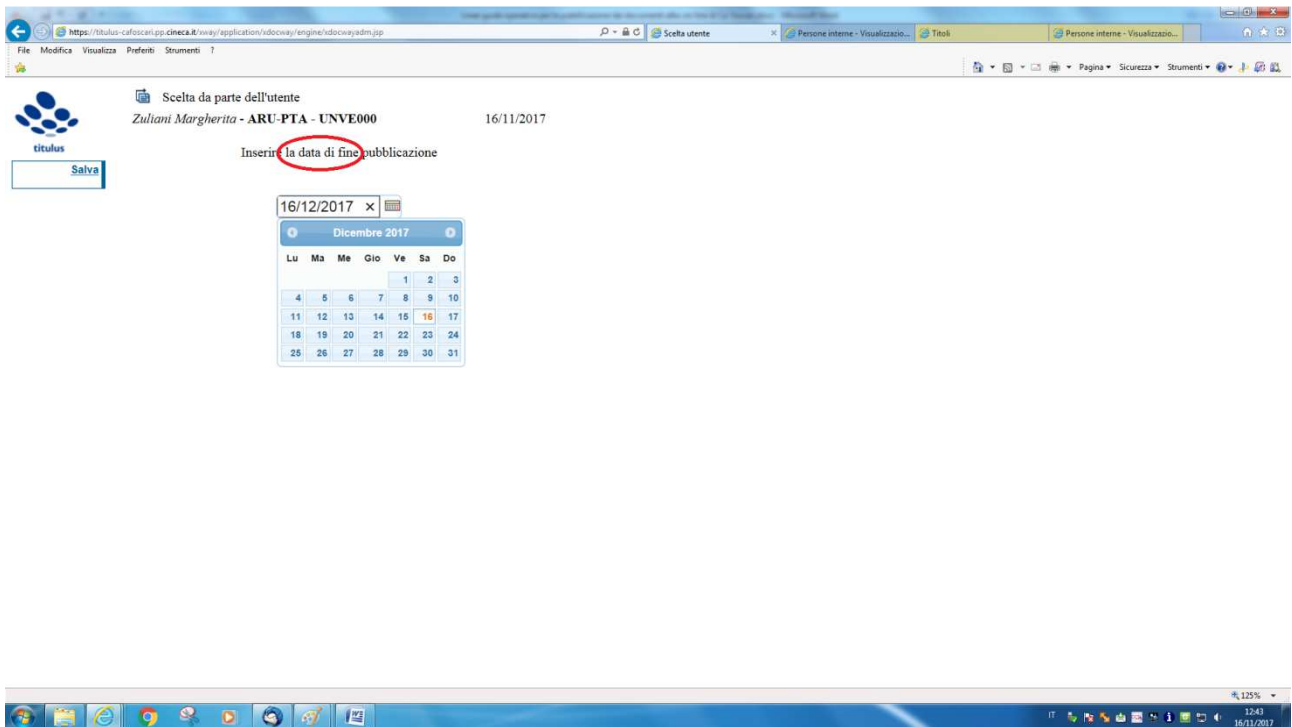 https://titulus-cafoscari.pp.cineca.it/xway/application/xdocway/engine/xdocwayadm.jsp
Scelta utente
Persone interne - Visualizzazio...
Titoli
Persone interne - Visualizzazio...
File Modifica Visualizza Preferiti Strumenti ?
Pagina Sicurezza Strumenti
Scelta da parte dell'utente
Zuliani Margherita - ARU-PTA - UNVE000 16/11/2017
titulus
Inserire la data di fine pubblicazione
Salva
16/12/2017
Dicembre 2017
Lu Ma Me Gio Ve Sa Do
1 2 3
4 5 6 7 8 9 10
11 12 13 14 15 16 17
18 19 20 21 22 23 24
25 26 27 28 29 30 31
125%
IT
12:43
16/11/2017